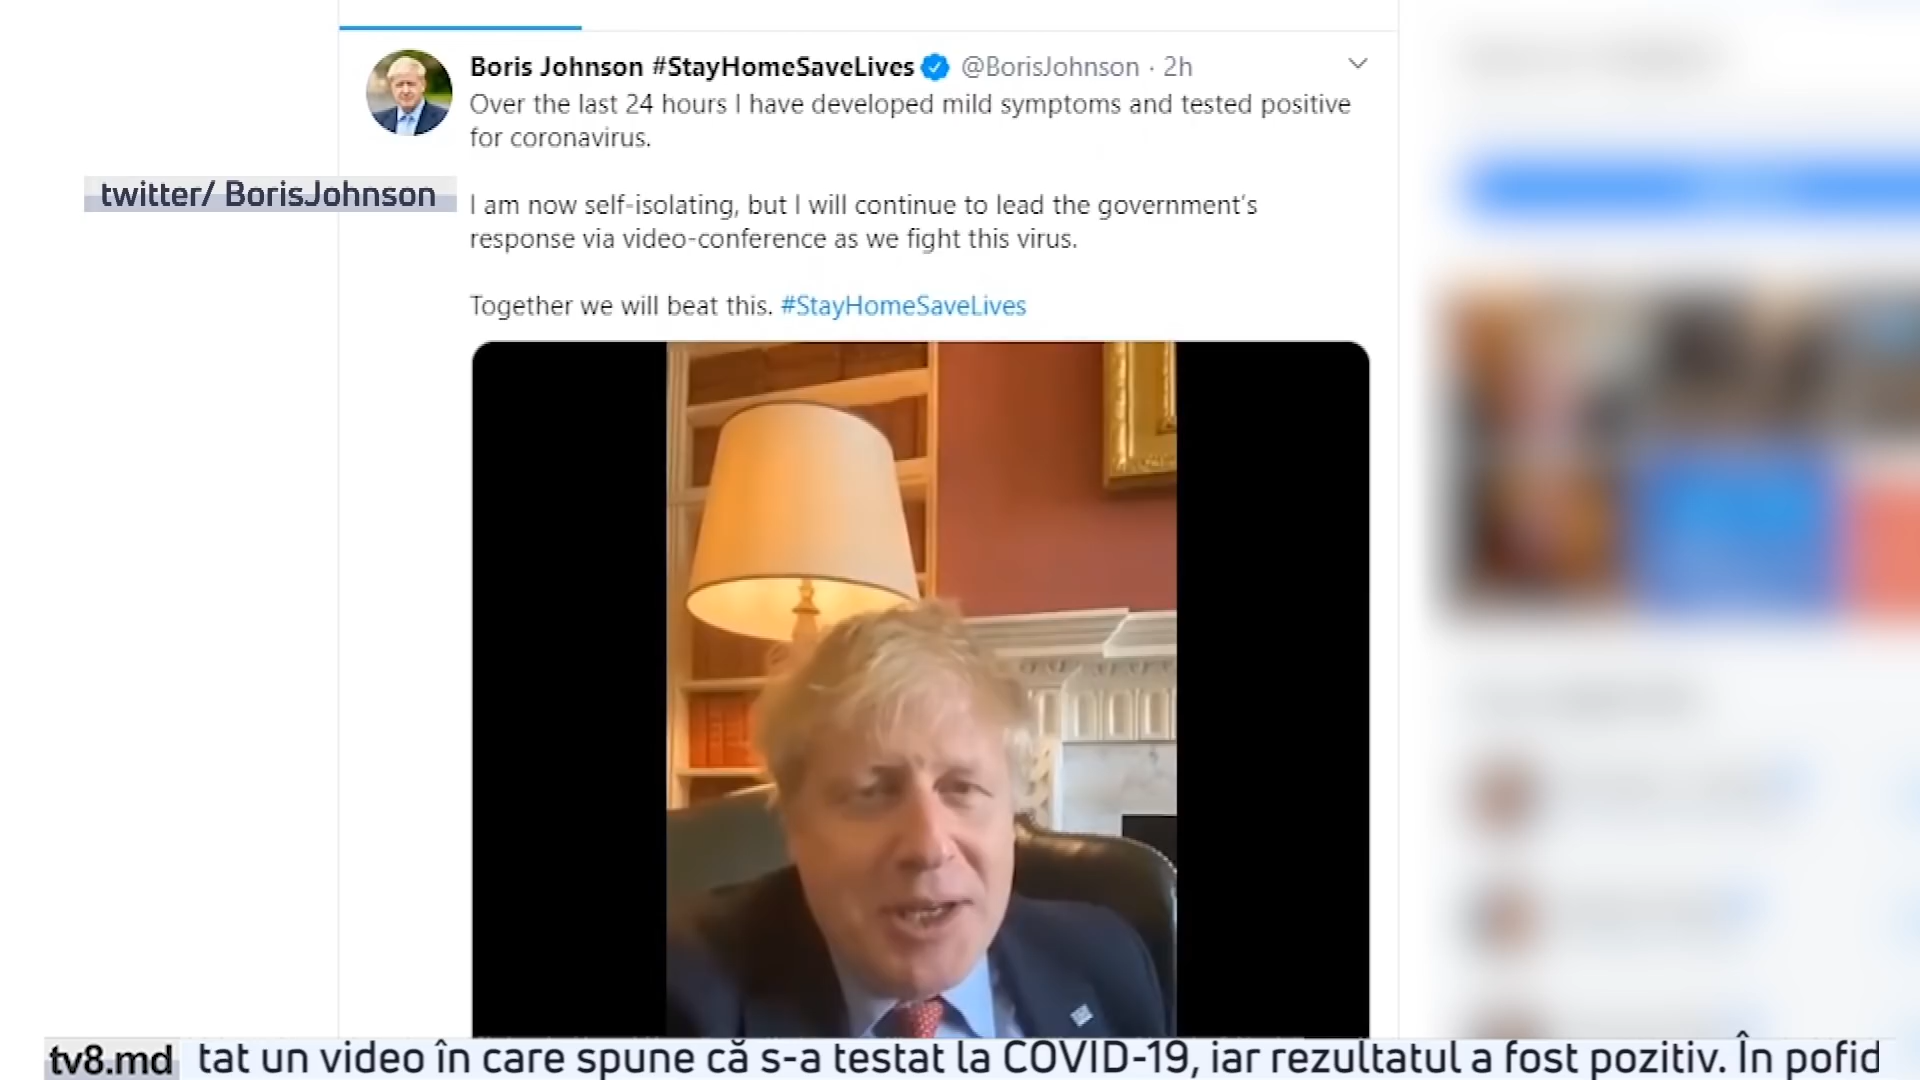 Boris Johnson #StayHomeSaveLives @BorisJohnson · 2h
Over the last 24 hours I have developed mild symptoms and tested positive
for coronavirus.
twitter/ BorisJohnson
I am now self-isolating, but I will continue to lead the government's
response via video-conference as we fight this virus.
Together we will beat this. #StayHomeSaveLives
tv8.md tat un video în care spune că s-a testat la COVID-19, iar rezultatul a fost pozitiv. În pofid